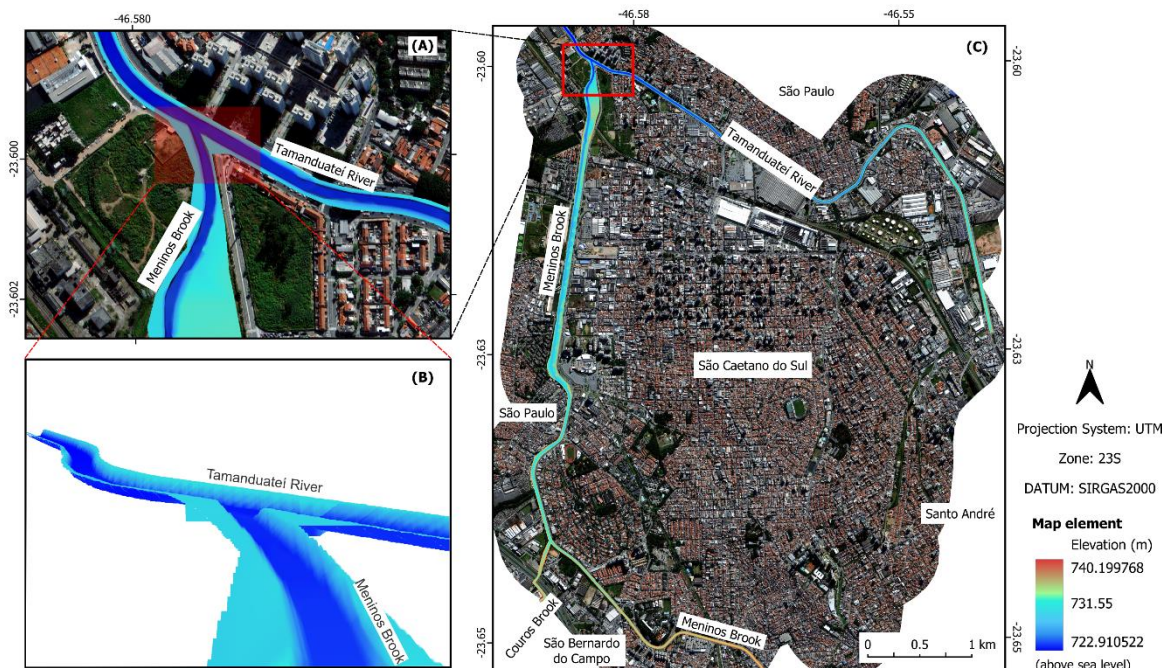 -46.580
(A)
-23.600
-23.602
Tamanduateí River
Meninos Brook
(B)
Tamanduateí River
Meninos Brook
-46.58
-46.55
(C)
-23.60
-23.60
São Paulo
Tamanduateí River
Meninos Brook
-23.63
-23.63
São Caetano do Sul
São Paulo
Santo André
Couros Brook
São Bernardo
do Campo
Meninos Brook
-23.65
-23.65
0 0.5 1 km
N
Projection System: UTM
Zone: 23S
DATUM: SIRGAS2000
Map element
Elevation (m)
740.199768
731.55
722.910522
(above sea level)